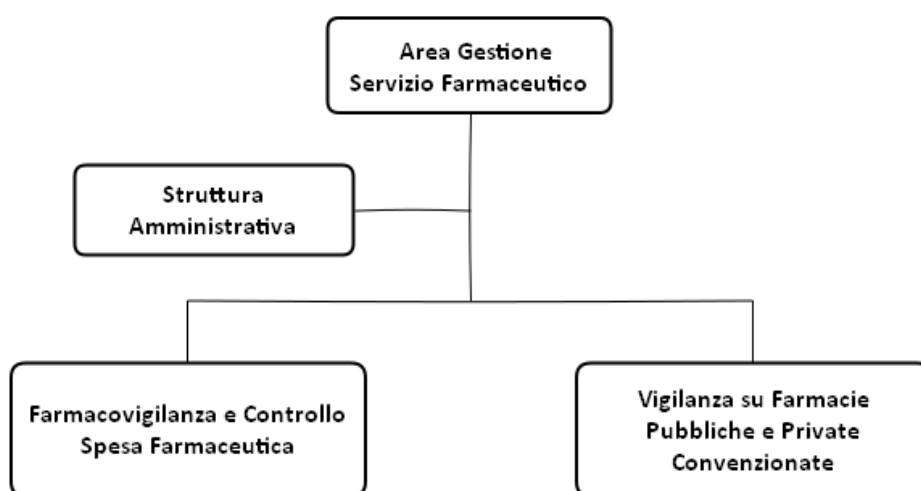 Area Gestione
Servizio Farmaceutico
Struttura
Amministrativa
Farmacovigilanza e Controllo
Spesa Farmaceutica
Vigilanza su Farmacie
Pubbliche e Private
Convenzionate